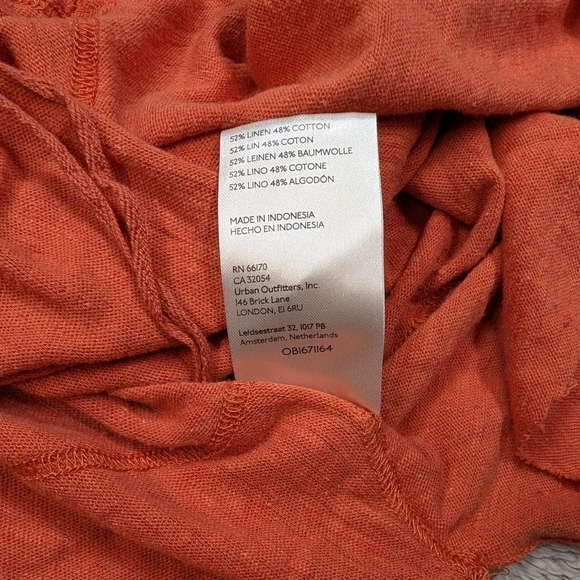 52% LINEN 48% COTTON
52% LIN 48% COTON
52% LEINEN 48% BAUMWOLLE
52% LINO 48% COTONE
52% LINO 48% ALGODÓN
MADE IN INDONESIA
HECHO EN INDONESIA
RN 66170
CA 32054
Urban Outfitters, Inc.
146 Brick Lane
LONDON, E1 6RU
Leidsestraat 32, 1017 PB
Amsterdam, Netherlands
OB1671164